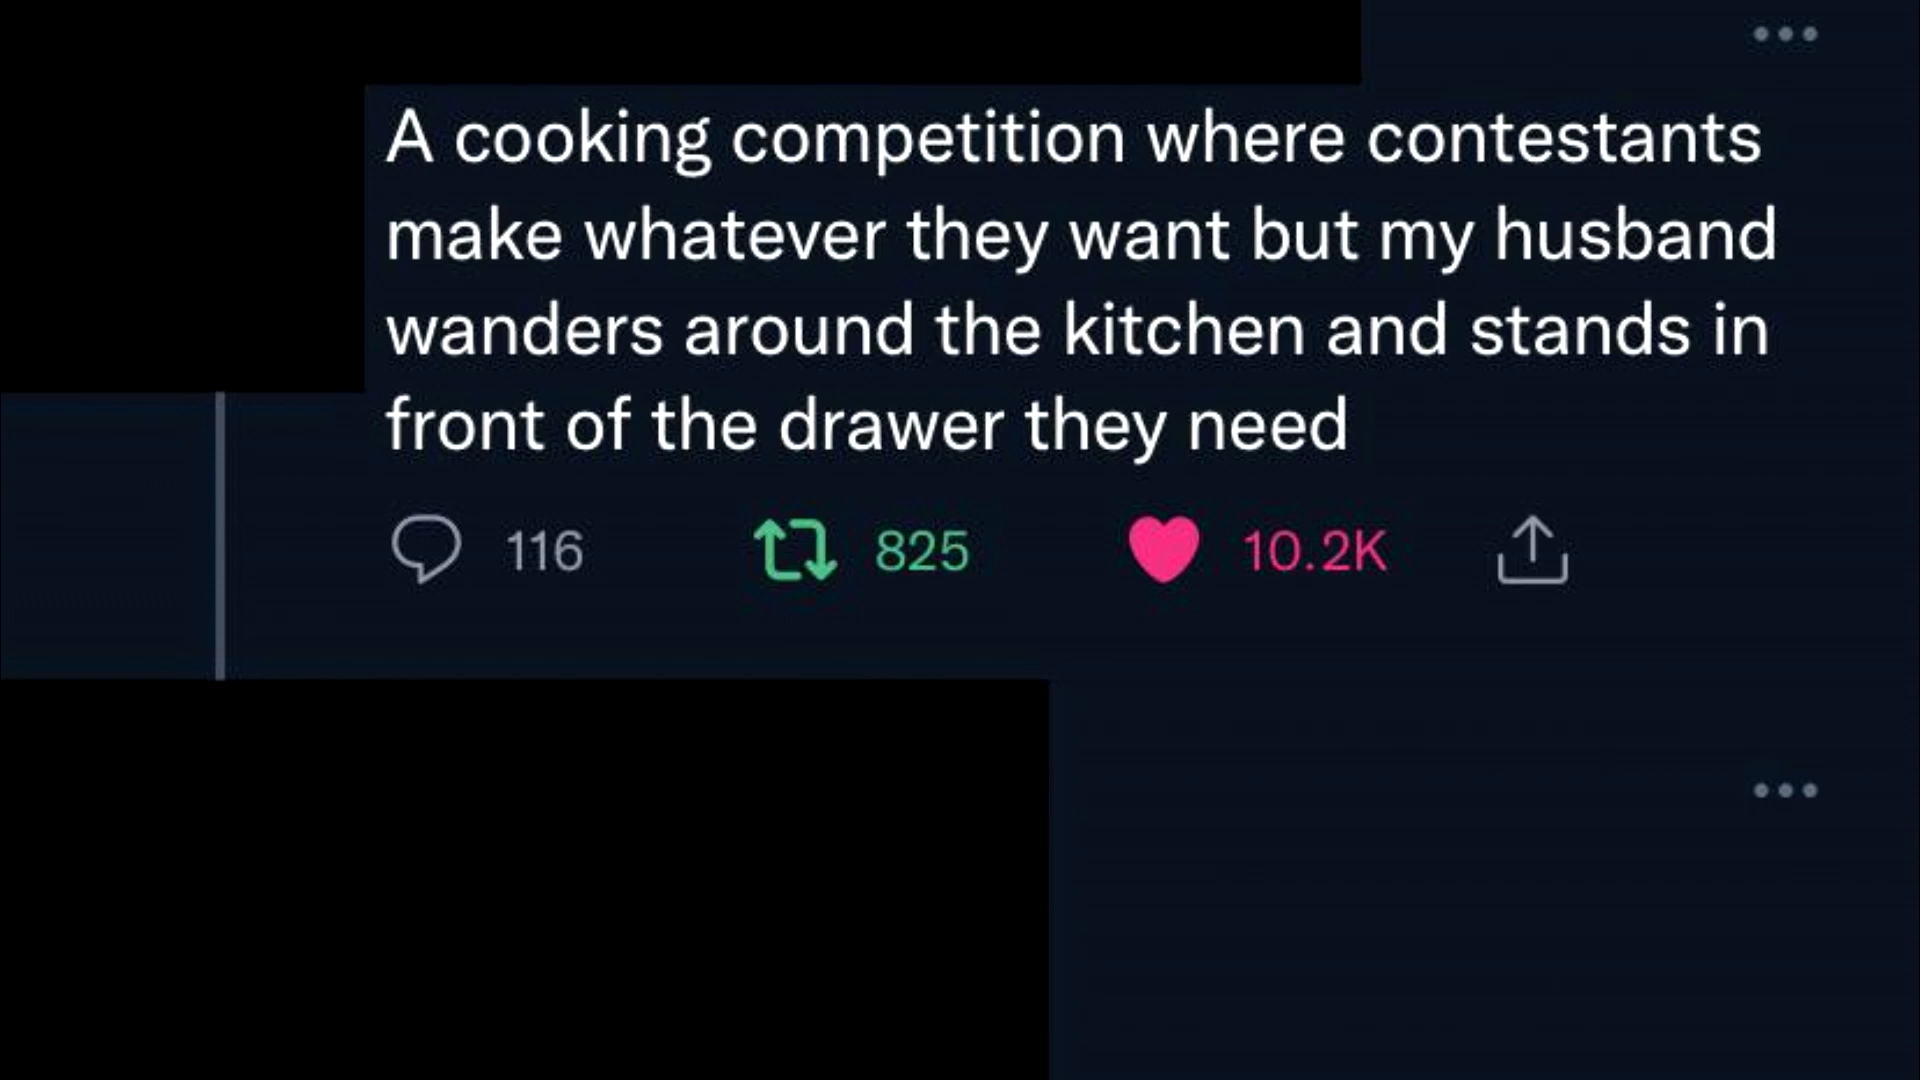 A cooking competition where contestants
make whatever they want but my husband
wanders around the kitchen and stands in
front of the drawer they need
116 825 10.2K